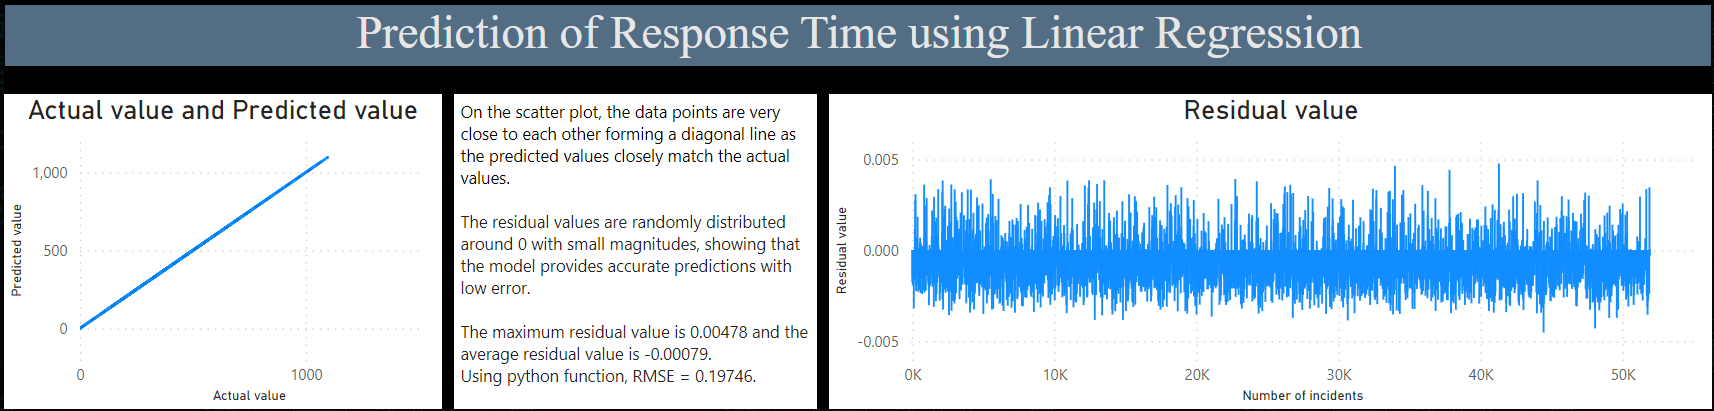 Prediction of Response Time using Linear Regression
Actual value and Predicted value
1,000
500
0
Predicted value
0
1000
Actual value
On the scatter plot, the data points are very
close to each other forming a diagonal line as
the predicted values closely match the actual
values.
The residual values are randomly distributed
around 0 with small magnitudes, showing that
the model provides accurate predictions with
low error.
The maximum residual value is 0.00478 and the
average residual value is -0.00079.
Using python function, RMSE = 0.19746.
Residual value
0.005
0.000
-0.005
Residual value
0K
10K
20K
30K
40K
50K
Number of incidents